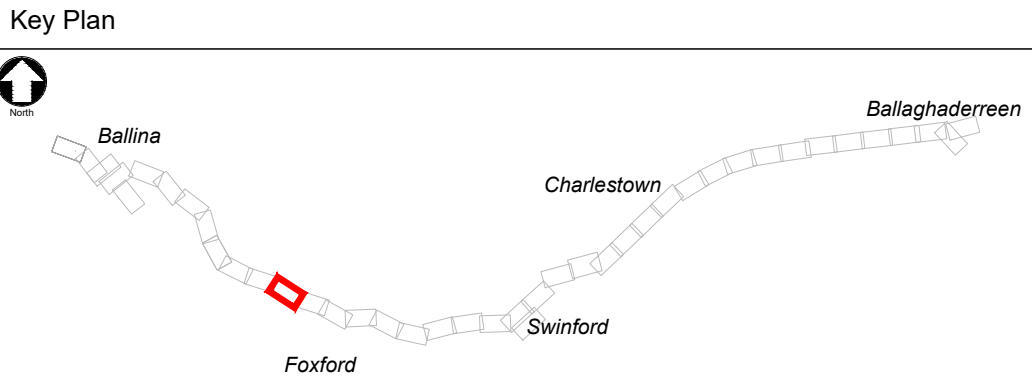 Key Plan
North
Ballaghaderreen
Ballina
Charlestown
Swinford
Foxford